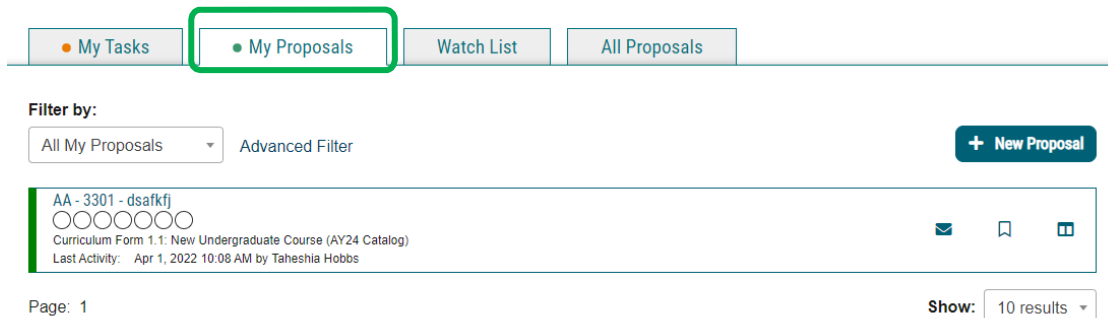 My Tasks
My Proposals
Watch List
All Proposals
Filter by:
All My Proposals
Advanced Filter
+ New Proposal
AA - 3301 - dsafkfj
Curriculum Form 1.1: New Undergraduate Course (AY24 Catalog)
Last Activity: Apr 1, 2022 10:08 AM by Taheshia Hobbs
Page: 1
Show: 10 results